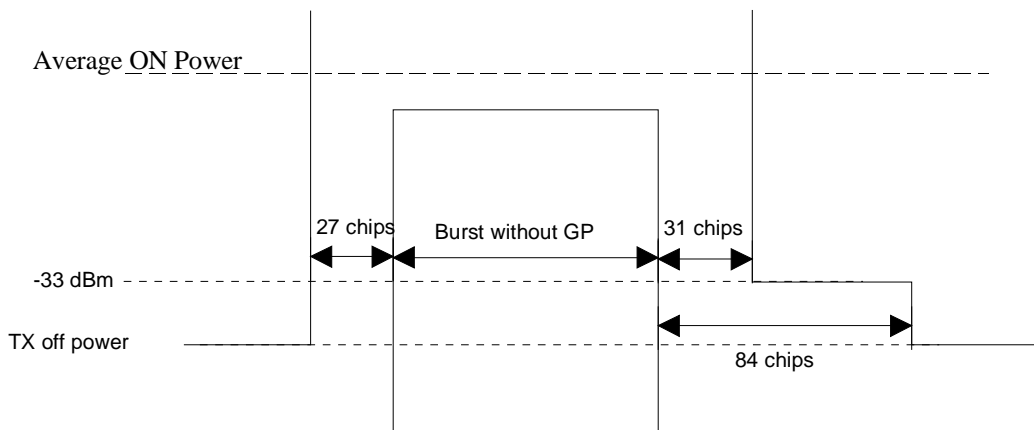 Average ON Power
27 chips
Burst without GP
31 chips
-33 dBm
TX off power
84 chips